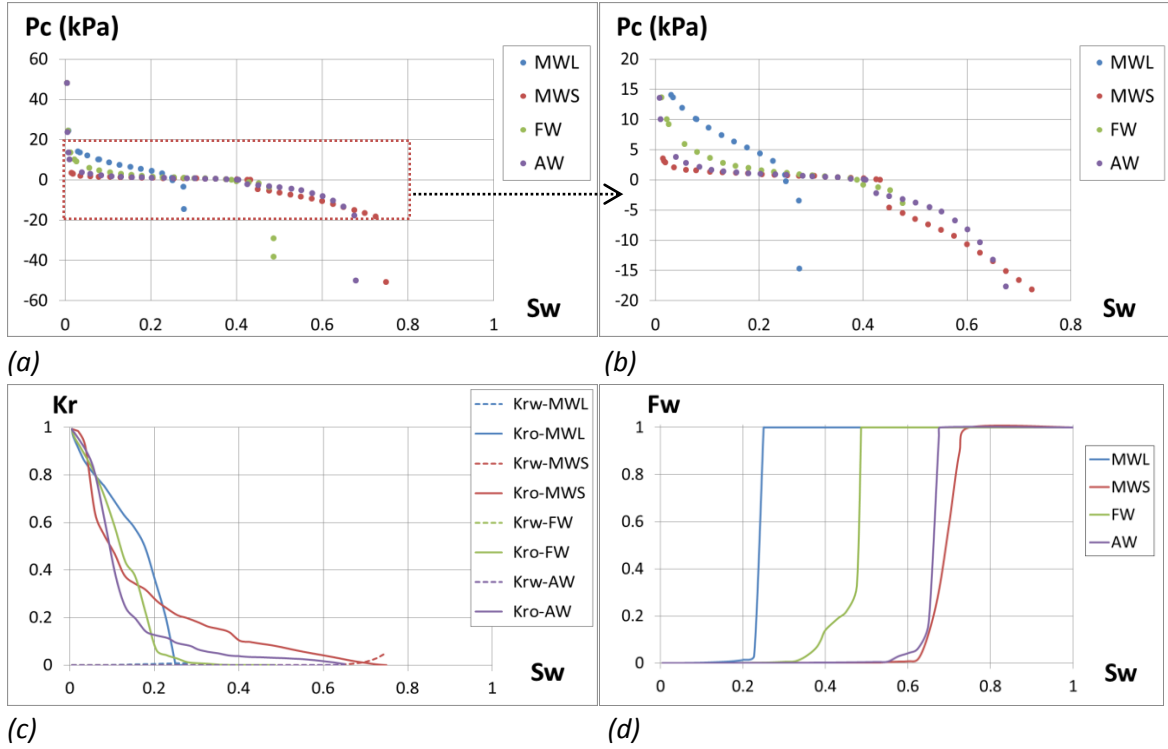 Pc (kPa)
60
40
20
0
-20
-40
-60
0 0.2 0.4 0.6 0.8 1
Sw
MWL
MWS
FW
AW
(a)
Pc (kPa)
20
15
10
5
0
-5
-10
-15
-20
0 0.2 0.4 0.6 0.8
Sw
MWL
MWS
FW
AW
(b)
Kr
1
0.8
0.6
0.4
0.2
0
0 0.2 0.4 0.6 0.8 1
Sw
Krw-MWL
Kro-MWL
Krw-MWS
Kro-MWS
Krw-FW
Kro-FW
Krw-AW
Kro-AW
(c)
Fw
1
0.8
0.6
0.4
0.2
0
0 0.2 0.4 0.6 0.8 1
Sw
MWL
MWS
FW
AW
(d)